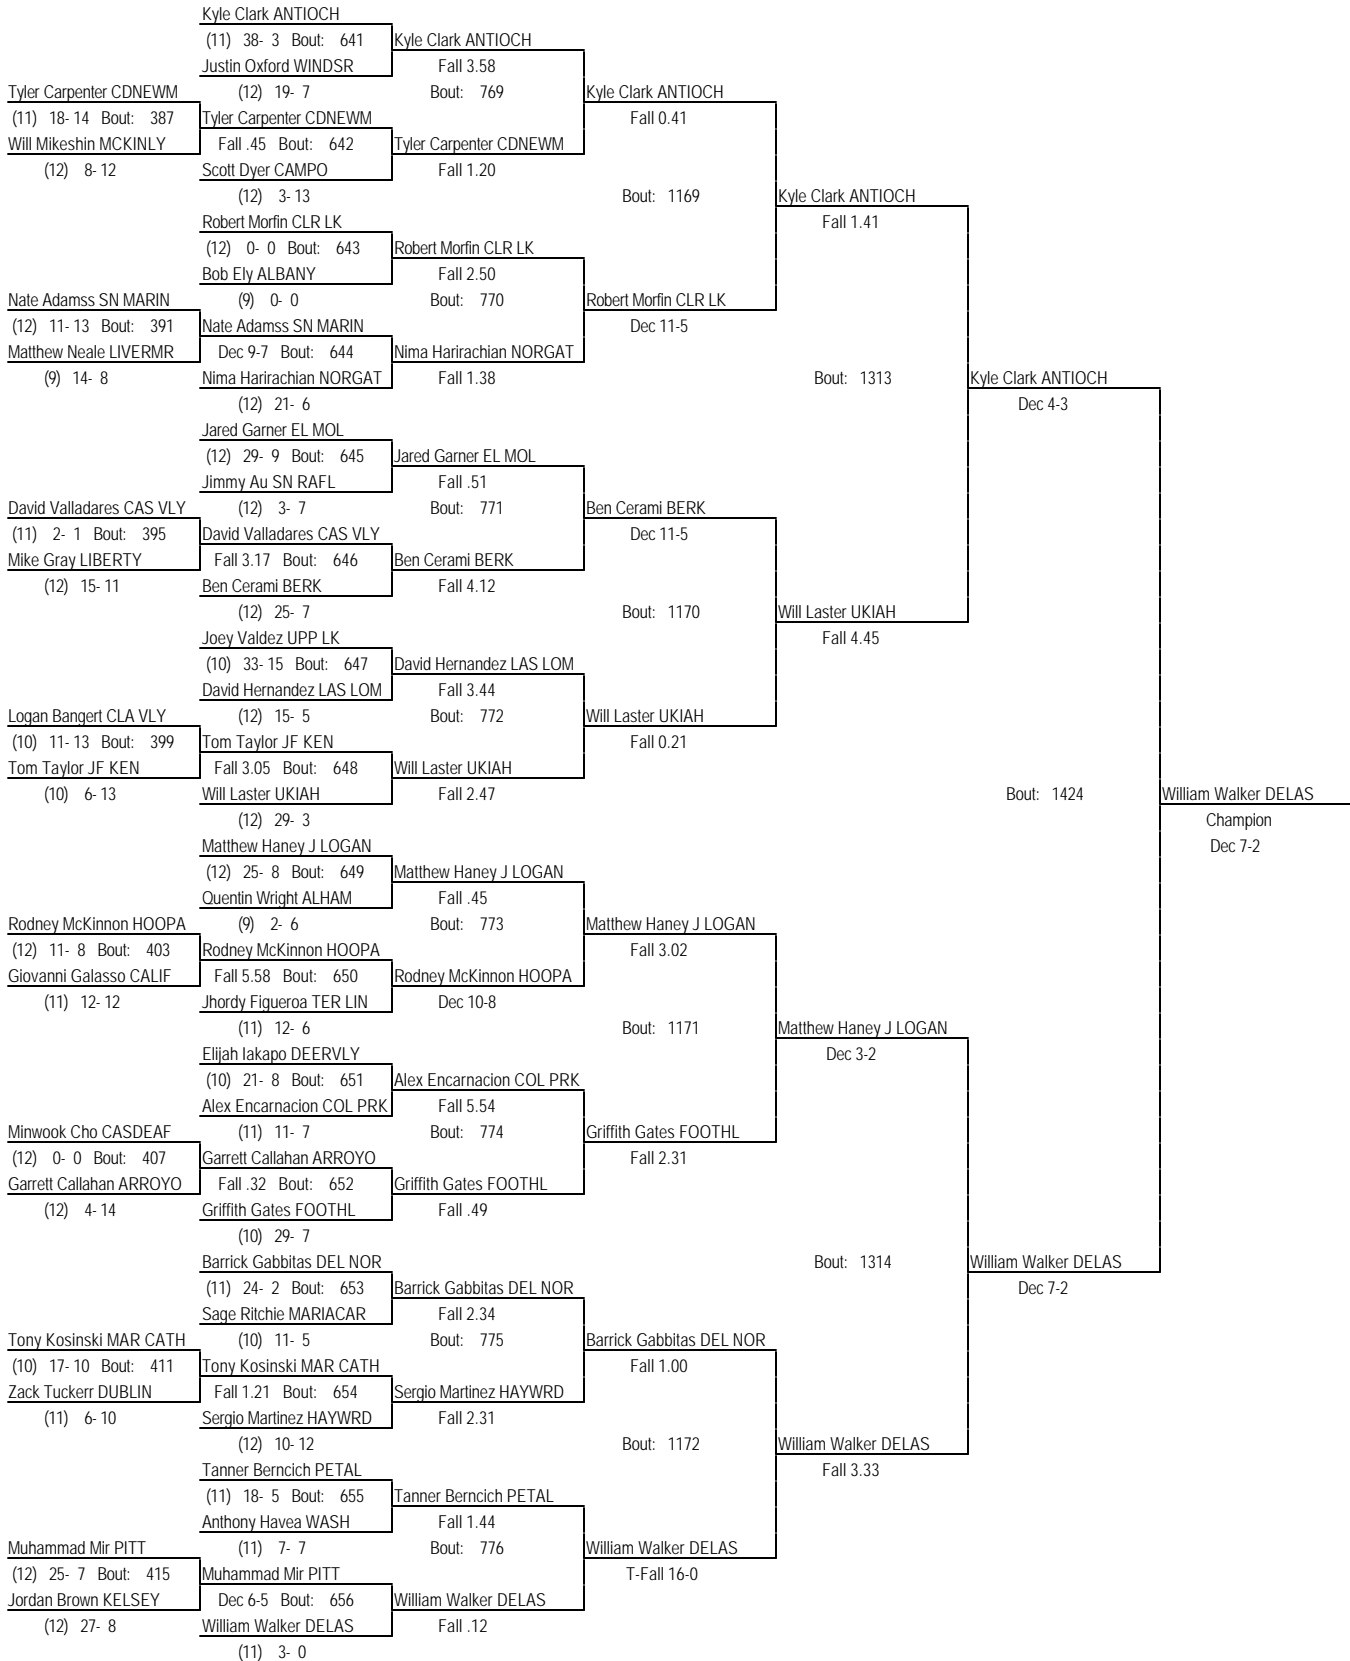 Kyle Clark ANTIOCH
(11) 38- 3 Bout: 641 Kyle Clark ANTIOCH
Justin Oxford WINDSR Fall 3.58
Tyler Carpenter CDNEWM (12) 19- 7 Bout: 769 Kyle Clark ANTIOCH
(11) 18- 14 Bout: 387 Tyler Carpenter CDNEWM Fall 0.41
Will Mikeshin MCKINLY Fall .45 Bout: 642 Tyler Carpenter CDNEWM
(12) 8- 12 Scott Dyer CAMPO Fall 1.20
(12) 3- 13 Bout: 1169 Kyle Clark ANTIOCH
Robert Morfin CLR LK Fall 1.41
(12) 0- 0 Bout: 643 Robert Morfin CLR LK
Bob Ely ALBANY Fall 2.50
Nate Adamss SN MARIN (9) 0- 0 Bout: 770 Robert Morfin CLR LK
(12) 11- 13 Bout: 391 Nate Adamss SN MARIN Dec 11-5
Matthew Neale LIVERMR Dec 9-7 Bout: 644 Nima Harirachian NORGAT
(9) 14- 8 Nima Harirachian NORGAT Fall 1.38 Bout: 1313 Kyle Clark ANTIOCH
(12) 21- 6 Dec 4-3
Jared Garner EL MOL
(12) 29- 9 Bout: 645 Jared Garner EL MOL
Jimmy Au SN RAFL Fall .51
David Valladares CAS VLY (12) 3- 7 Bout: 771 Ben Cerami BERK
(11) 2- 1 Bout: 395 David Valladares CAS VLY Dec 11-5
Mike Gray LIBERTY Fall 3.17 Bout: 646 Ben Cerami BERK
(12) 15- 11 Ben Cerami BERK Fall 4.12
(12) 25- 7 Bout: 1170 Will Laster UKIAH
Joey Valdez UPP LK Fall 4.45
(10) 33- 15 Bout: 647 David Hernandez LAS LOM
David Hernandez LAS LOM Fall 3.44
Logan Bangert CLA VLY (12) 15- 5 Bout: 772 Will Laster UKIAH
(10) 11- 13 Bout: 399 Tom Taylor JF KEN Fall 0.21
Tom Taylor JF KEN Fall 3.05 Bout: 648 Will Laster UKIAH
(10) 6- 13 Will Laster UKIAH Fall 2.47 Bout: 1424 William Walker DELAS
(12) 29- 3 Champion
Matthew Haney J LOGAN Dec 7-2
(12) 25- 8 Bout: 649 Matthew Haney J LOGAN
Quentin Wright ALHAM Fall .45
Rodney McKinnon HOOPA (9) 2- 6 Bout: 773 Matthew Haney J LOGAN
(12) 11- 8 Bout: 403 Rodney McKinnon HOOPA Fall 3.02
Giovanni Galasso CALIF Fall 5.58 Bout: 650 Rodney McKinnon HOOPA
(11) 12- 12 Jhordy Figueroa TER LIN Dec 10-8
(11) 12- 6 Bout: 1171 Matthew Haney J LOGAN
Elijah Iakapo DEERVLY Dec 3-2
(10) 21- 8 Bout: 651 Alex Encarnacion COL PRK
Alex Encarnacion COL PRK Fall 5.54
Minwook Cho CASDEAF (11) 11- 7 Bout: 774 Griffith Gates FOOTHL
(12) 0- 0 Bout: 407 Garrett Callahan ARROYO Fall 2.31
Garrett Callahan ARROYO Fall .32 Bout: 652 Griffith Gates FOOTHL
(12) 4- 14 Griffith Gates FOOTHL Fall .49
(10) 29- 7
Barrick Gabbitas DEL NOR Bout: 1314 William Walker DELAS
(11) 24- 2 Bout: 653 Barrick Gabbitas DEL NOR Dec 7-2
Sage Ritchie MARIACAR Fall 2.34
Tony Kosinski MAR CATH (10) 11- 5 Bout: 775 Barrick Gabbitas DEL NOR
(10) 17- 10 Bout: 411 Tony Kosinski MAR CATH Fall 1.00
Zack Tuckerr DUBLIN Fall 1.21 Bout: 654 Sergio Martinez HAYWRD
(11) 6- 10 Sergio Martinez HAYWRD Fall 2.31
(12) 10- 12 Bout: 1172 William Walker DELAS
Tanner Berncich PETAL Fall 3.33
(11) 18- 5 Bout: 655 Tanner Berncich PETAL
Anthony Havea WASH Fall 1.44
Muhammad Mir PITT (11) 7- 7 Bout: 776 William Walker DELAS
(12) 25- 7 Bout: 415 Muhammad Mir PITT T-Fall 16-0
Jordan Brown KELSEY Dec 6-5 Bout: 656 William Walker DELAS
(12) 27- 8 William Walker DELAS Fall .12
(11) 3- 0